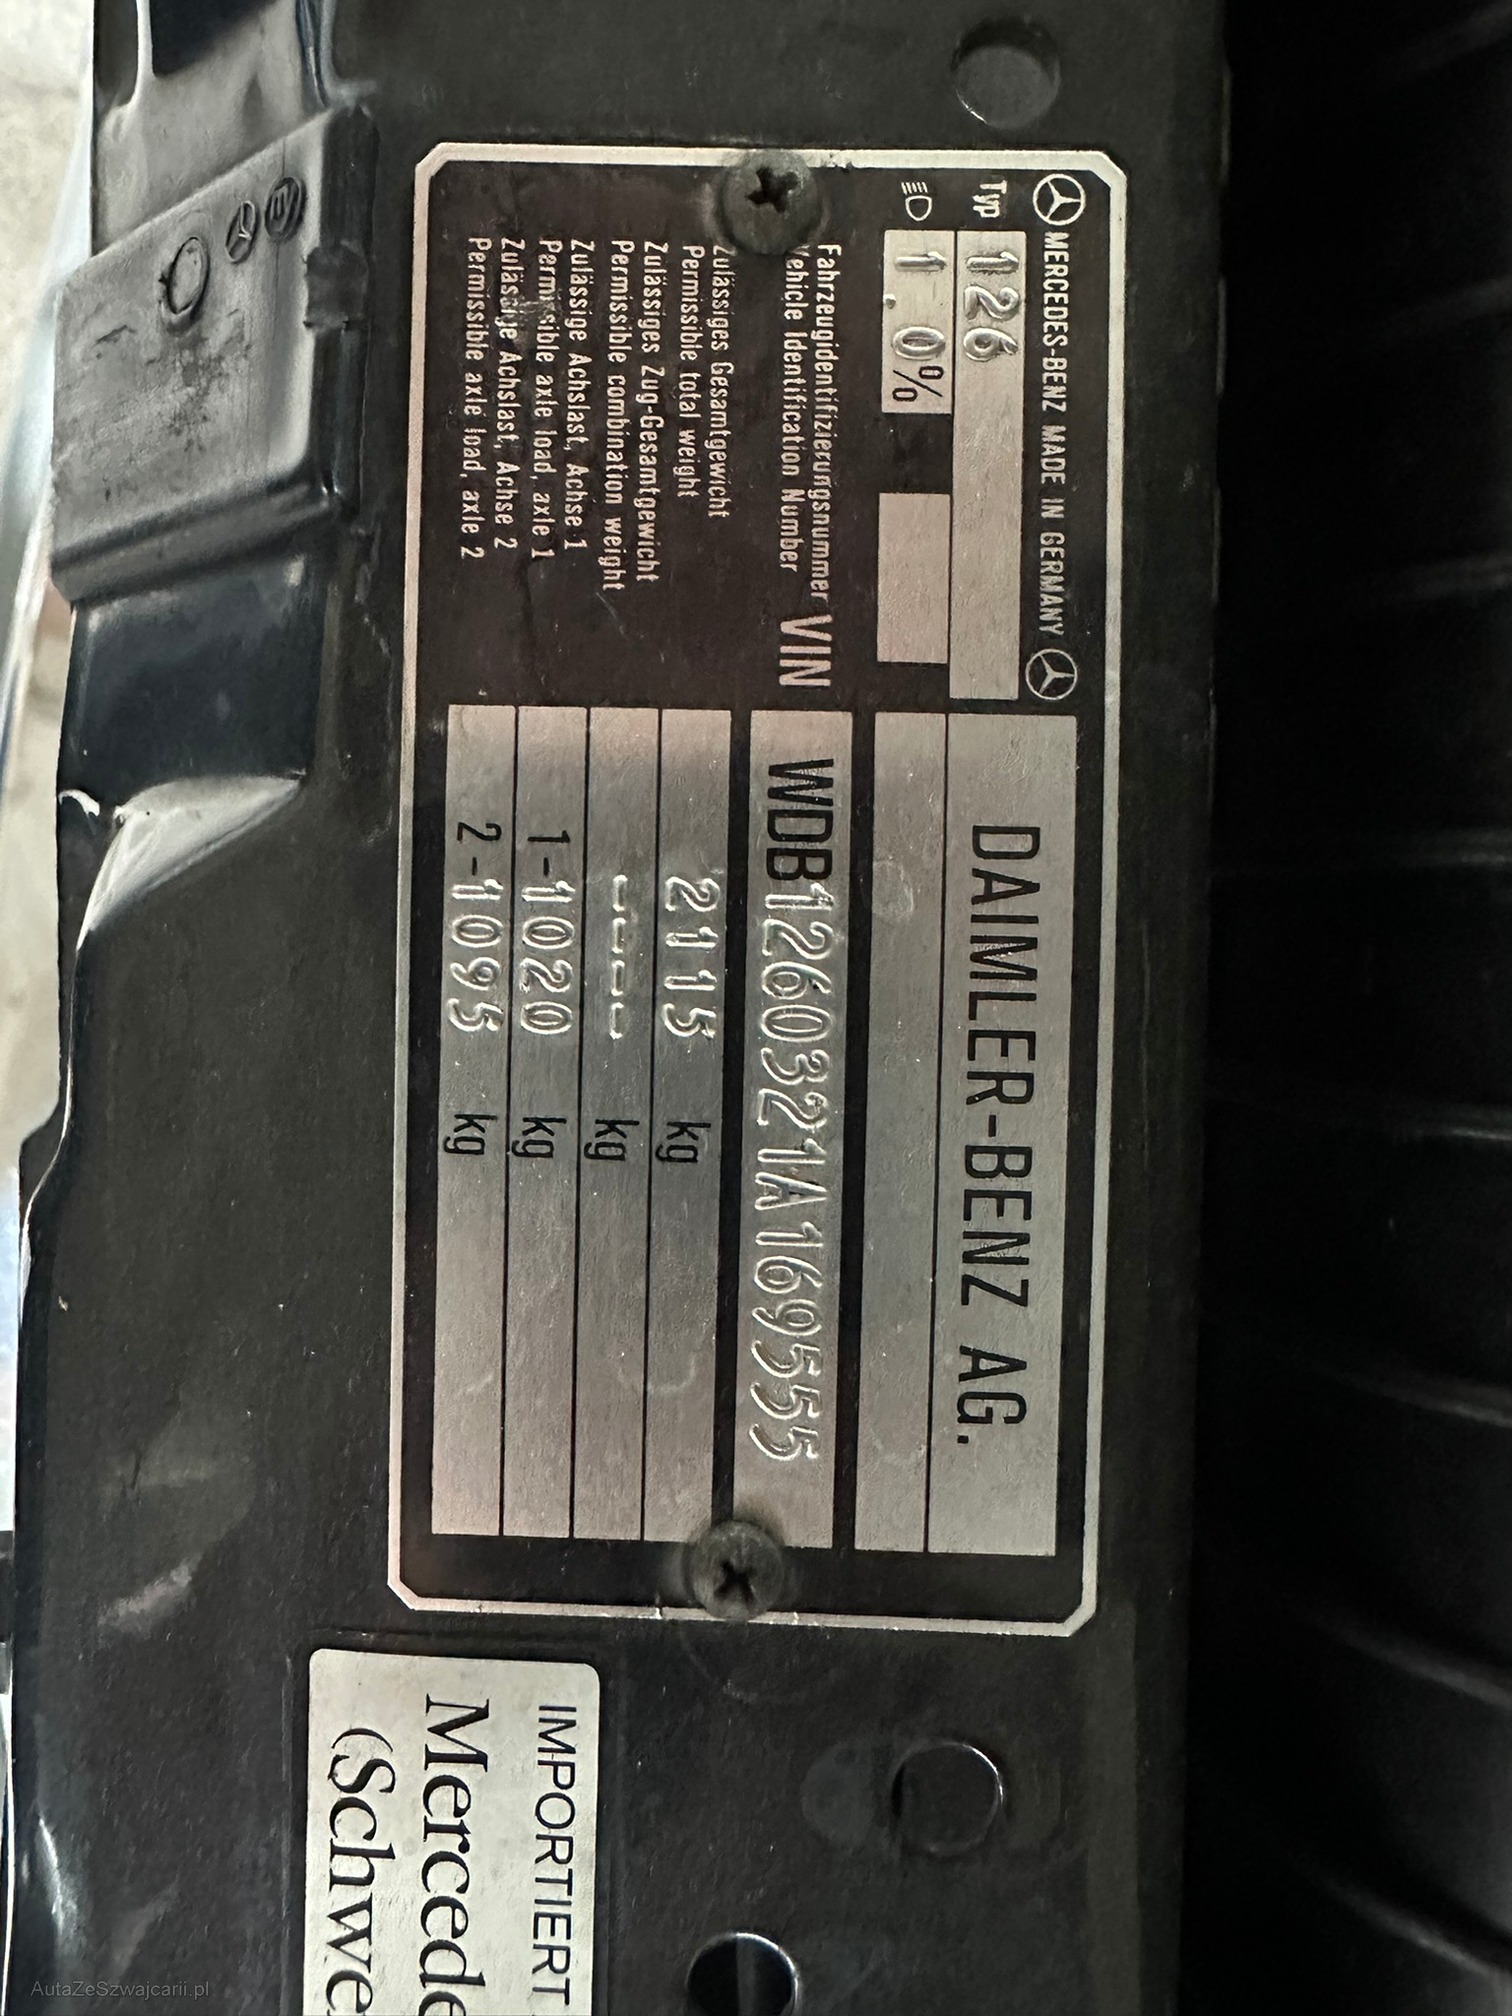 MERCEDES-BENZ MADE IN GERMANY
Typ 126
1.0%
DAIMLER-BENZ AG.
Fahrzeugidentifizierungsnummer
Vehicle Identification Number
VIN WDB1260321A169555
Zulässiges Gesamtgewicht
Permissible total weight
2115 kg
Zulässiges Zug-Gesamtgewicht
Permissible combination weight
---- kg
Zulässige Achslast, Achse 1
Permissible axle load, axle 1
1-1020 kg
Zulässige Achslast, Achse 2
Permissible axle load, axle 2
2-1095 kg
IMPORTIERT
Mercede
(Schwe
AutaZeSzwajcarii.pl